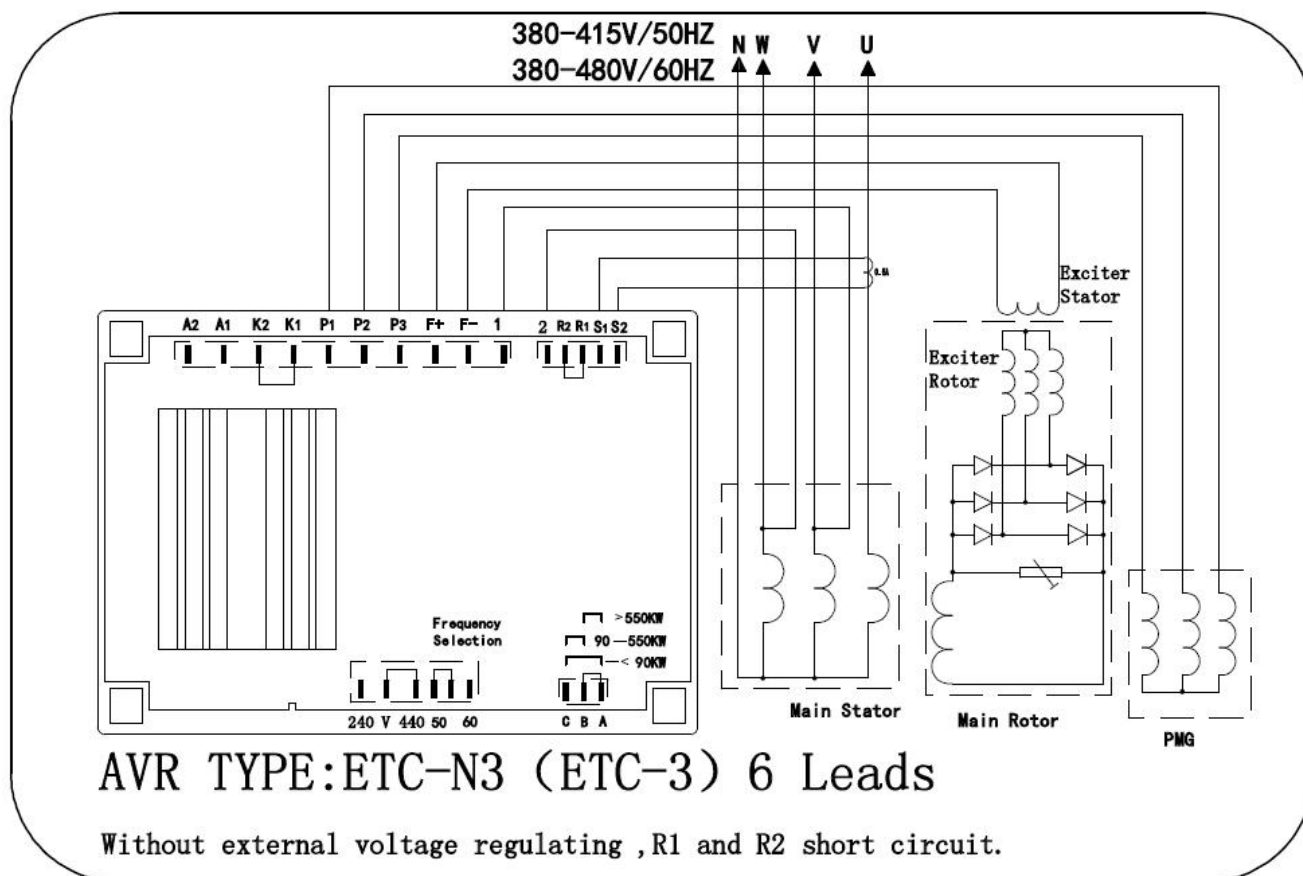 380-415V/50HZ
380-480V/60HZ
N W V U
0.5A
Exciter
Stator
A2 A1 K2 K1 P1 P2 P3 F+ F- 1 2 R2 R1 S1 S2
Exciter
Rotor
Frequency
Selection
>550KW
90—550KW
—< 90KW
240 V 440 50 60
C B A
Main Stator
Main Rotor
PMG
AVR TYPE:ETC-N3 (ETC-3) 6 Leads
Without external voltage regulating ,R1 and R2 short circuit.